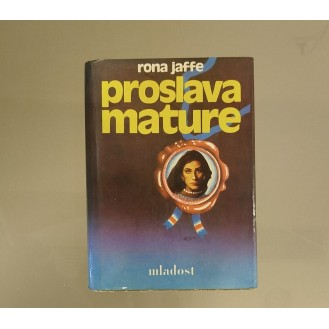 rona jaffe
proslava
mature
mladost